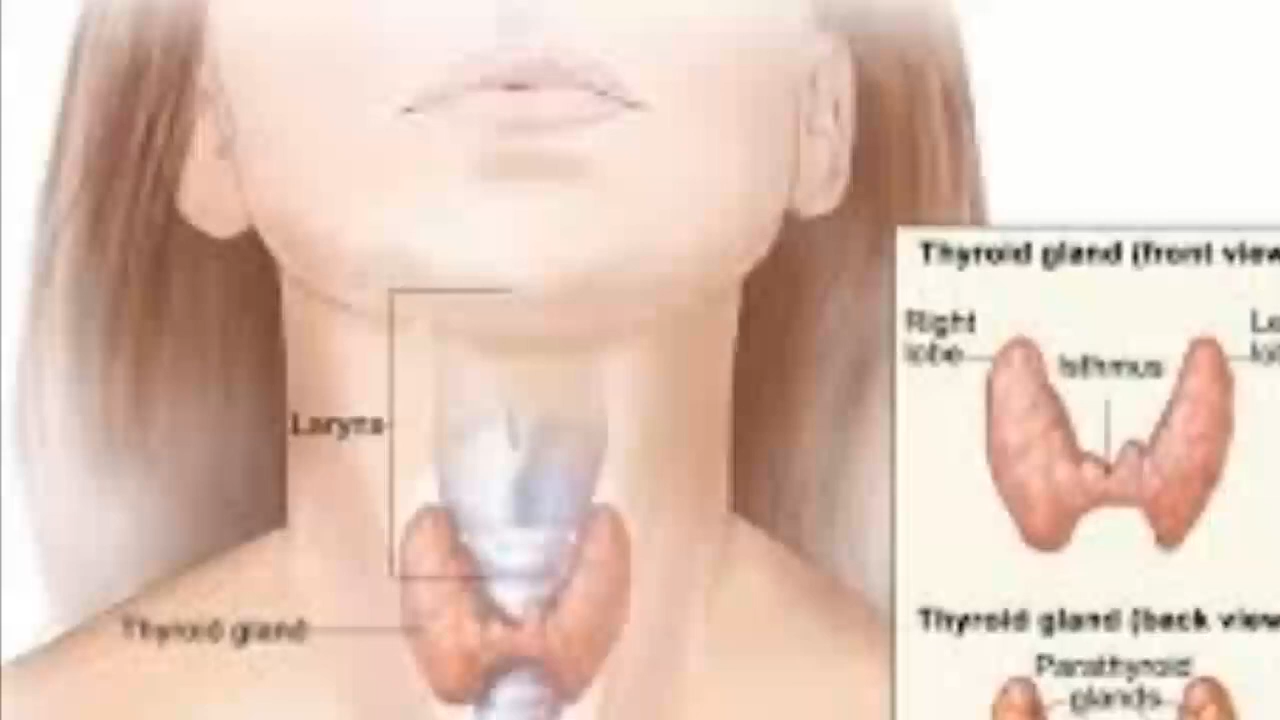 Larynx
Thyroid gland
Thyroid gland (front view
Right
lobe
Isthmus
Thyroid gland (back view
Parathyroid
glands